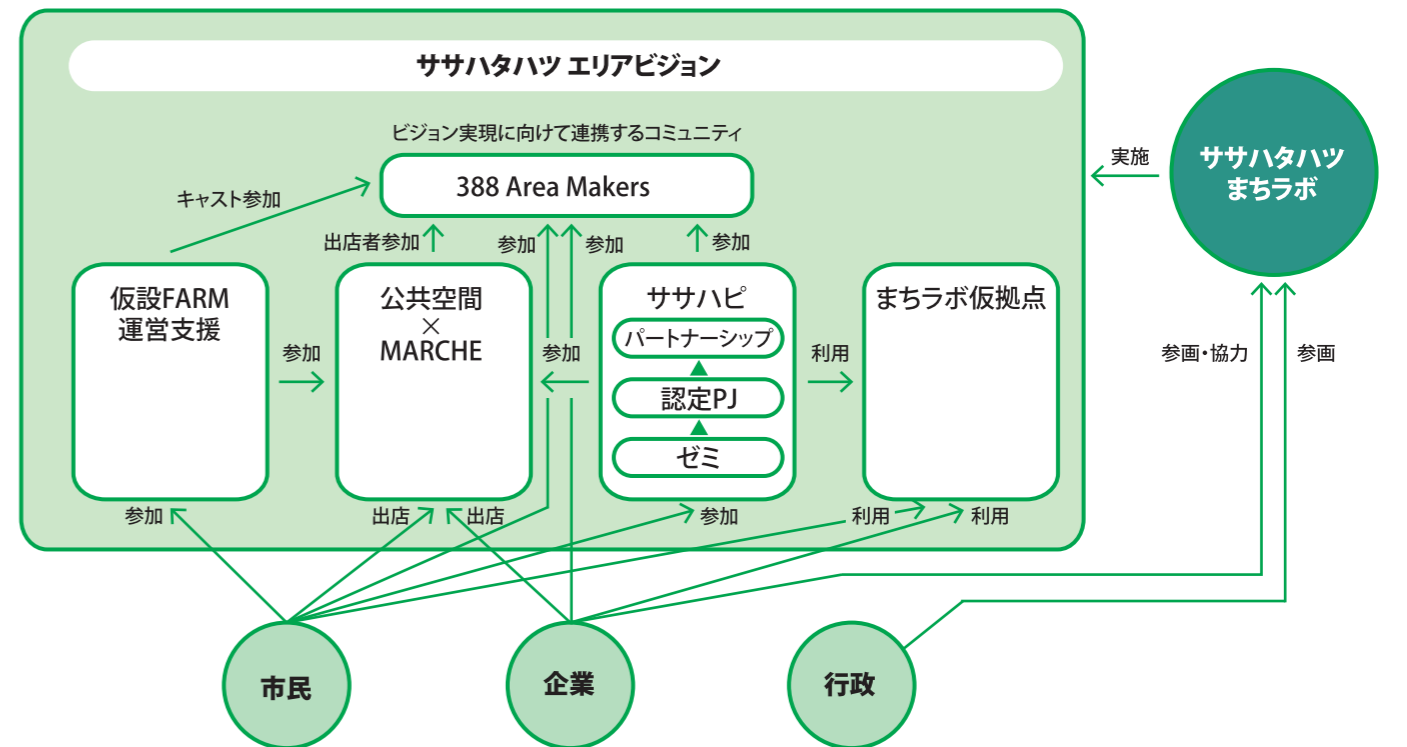 ササハタハツ エリアビジョン
ビジョン実現に向けて連携するコミュニティ
388 Area Makers
キャスト参加
出店者参加
参加
参加
参加
実施
ササハタハツ
まちラボ
仮設FARM
運営支援
参加
公共空間
×
MARCHE
参加
ササハピ
パートナーシップ
認定PJ
ゼミ
利用
まちラボ仮拠点
参画・協力
参画
参加
出店
出店
参加
利用
利用
市民
企業
行政